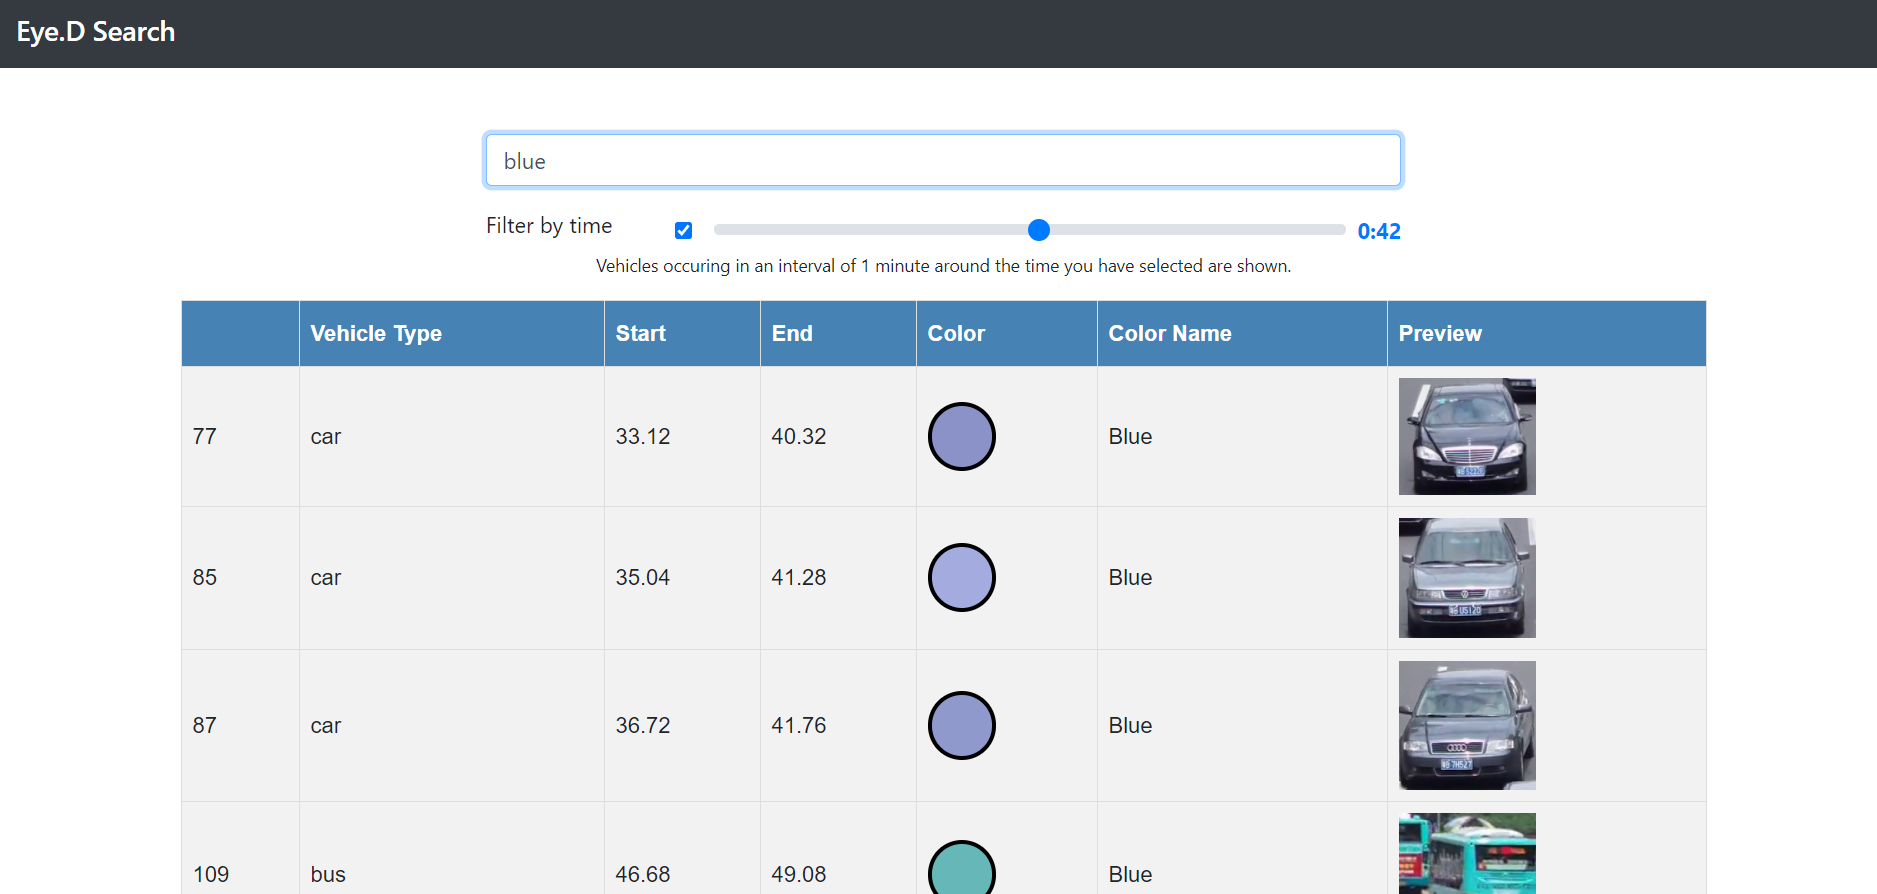 Eye.D Search
blue
Filter by time 0:42
Vehicles occuring in an interval of 1 minute around the time you have selected are shown.
Vehicle Type Start End Color Color Name Preview
77 car 33.12 40.32 Blue
85 car 35.04 41.28 Blue
87 car 36.72 41.76 Blue
109 bus 46.68 49.08 Blue